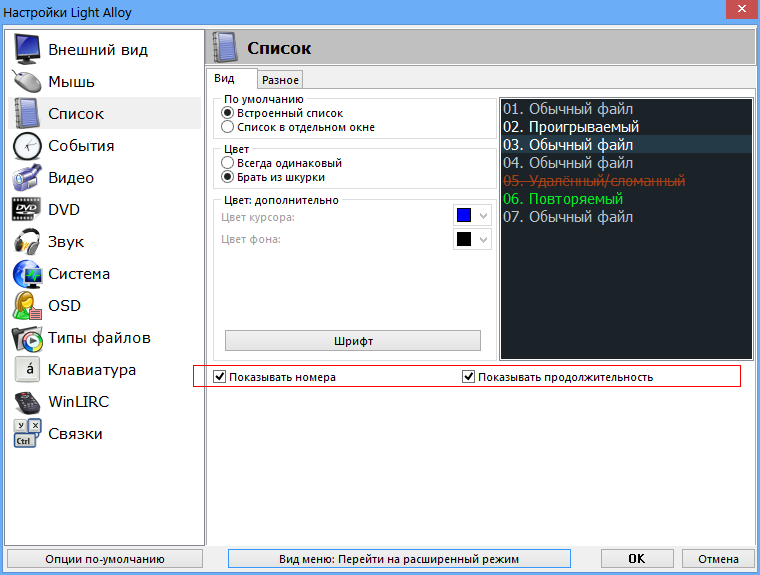 Настройки Light Alloy
Внешний вид
Мышь
Список
События
Видео
DVD
DVD
Звук
Система
OSD
Типы файлов
á
Клавиатура
WinLIRC
Y X
Ctrl
Связки
Список
Вид
Разное
По умолчанию
Встроенный список
Список в отдельном окне
Цвет
Всегда одинаковый
Брать из шкурки
Цвет: дополнительно
Цвет курсора:
Цвет фона:
Шрифт
01. Обычный файл
02. Проигрываемый
03. Обычный файл
04. Обычный файл
05. Удалённый/сломанный
06. Повторяемый
07. Обычный файл
Показывать номера
Показывать продолжительность
Опции по-умолчанию
Вид меню: Перейти на расширенный режим
OK
Отмена